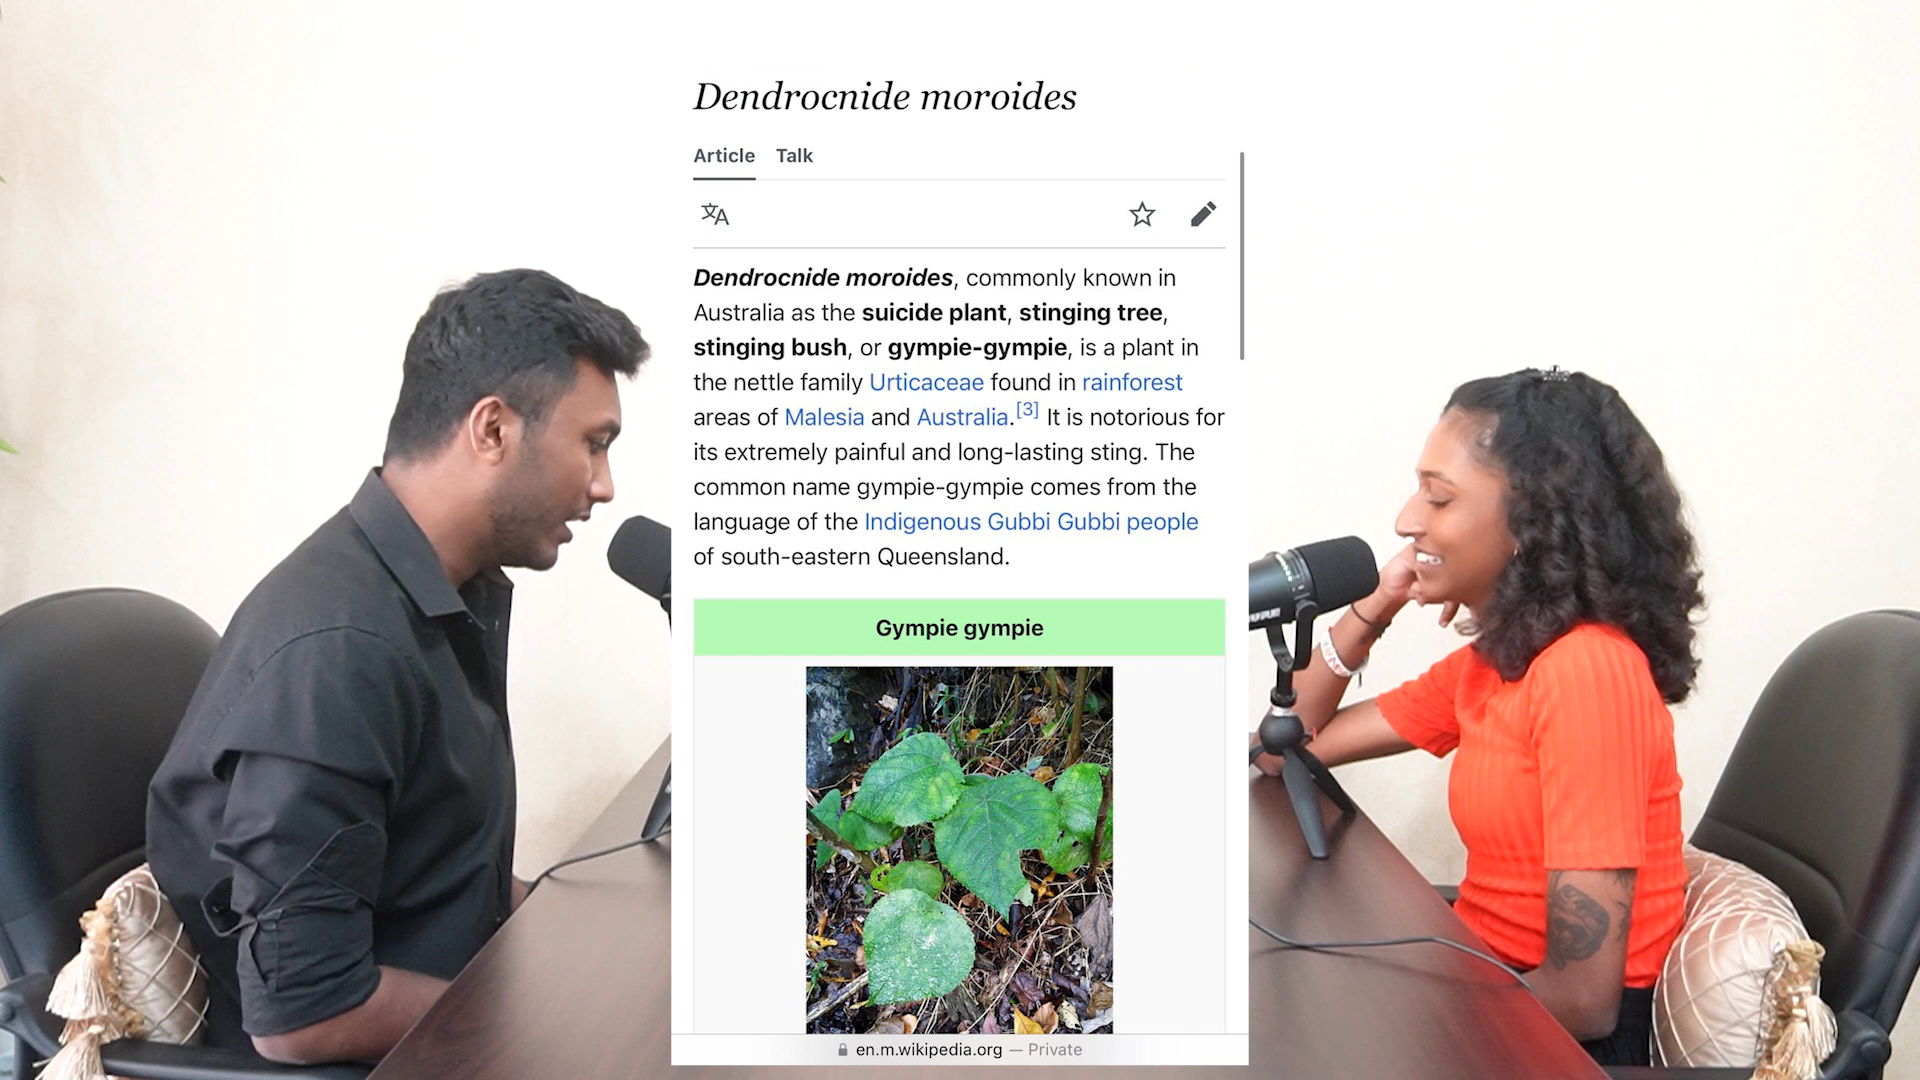 Dendrocnide moroides
Article Talk
文A
Dendrocnide moroides, commonly known in
Australia as the suicide plant, stinging tree,
stinging bush, or gympie-gympie, is a plant in
the nettle family Urticaceae found in rainforest
areas of Malesia and Australia.[3] It is notorious for
its extremely painful and long-lasting sting. The
common name gympie-gympie comes from the
language of the Indigenous Gubbi Gubbi people
of south-eastern Queensland.
Gympie gympie
en.m.wikipedia.org — Private